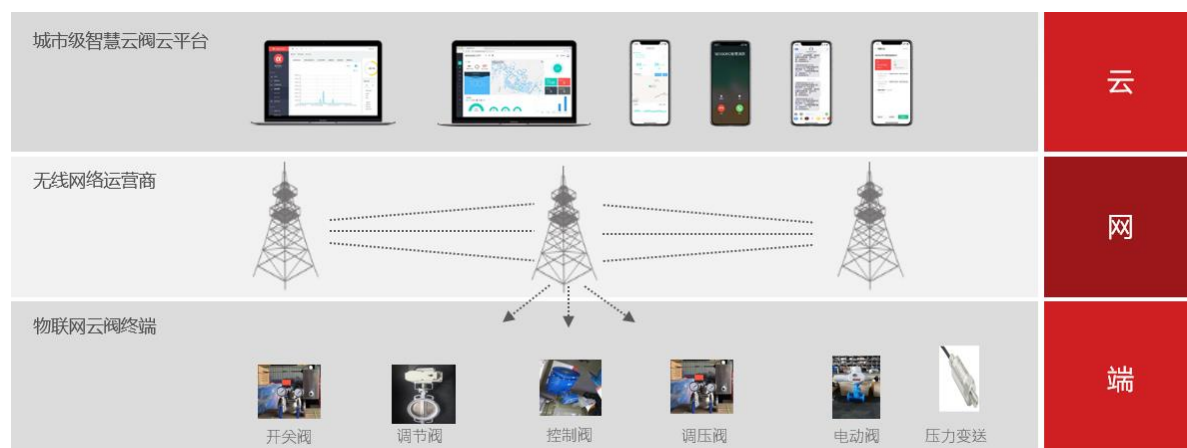 城市级智慧云阀云平台
云
无线网络运营商
网
物联网云阀终端
端
开关阀
调节阀
控制阀
调压阀
电动阀
压力变送